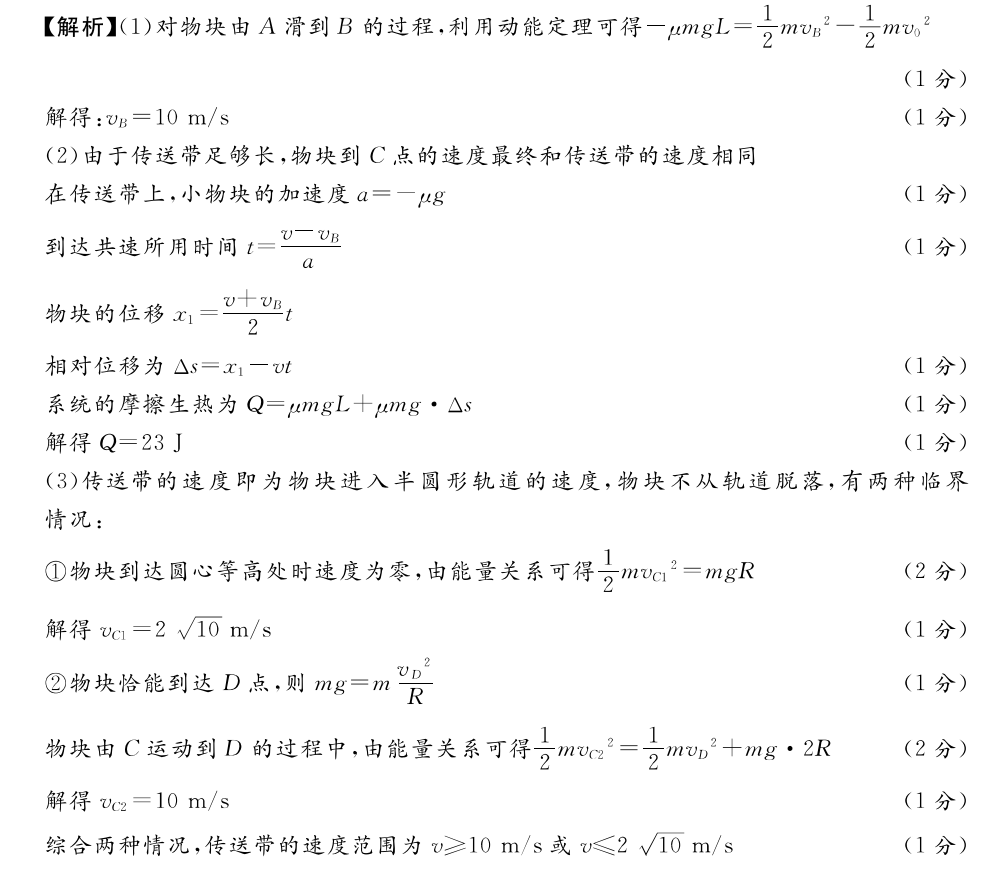 【解析】(1)对物块由 A 滑到 B 的过程,利用动能定理可得 $-\mu mgL=\frac{1}{2}mv_B^2-\frac{1}{2}mv_0^2$
(1 分)
解得:$v_B=10$ m/s (1 分)
(2)由于传送带足够长,物块到 C 点的速度最终和传送带的速度相同
在传送带上,小物块的加速度 $a=-\mu g$ (1 分)
到达共速所用时间 $t=\frac{v-v_B}{a}$ (1 分)
物块的位移 $x_1=\frac{v+v_B}{2}t$
相对位移为 $\Delta s=x_1-vt$ (1 分)
系统的摩擦生热为 $Q=\mu mgL+\mu mg\cdot\Delta s$ (1 分)
解得 $Q=23$ J (1 分)
(3)传送带的速度即为物块进入半圆形轨道的速度,物块不从轨道脱落,有两种临界
情况:
①物块到达圆心等高处时速度为零,由能量关系可得 $\frac{1}{2}mv_{C1}^2=mgR$ (2 分)
解得 $v_{C1}=2\sqrt{10}$ m/s (1 分)
②物块恰能到达 D 点,则 $mg=m\frac{v_D^2}{R}$ (1 分)
物块由 C 运动到 D 的过程中,由能量关系可得 $\frac{1}{2}mv_{C2}^2=\frac{1}{2}mv_D^2+mg\cdot 2R$ (2 分)
解得 $v_{C2}=10$ m/s (1 分)
综合两种情况,传送带的速度范围为 $v\geqslant 10$ m/s 或 $v\leqslant 2\sqrt{10}$ m/s (1 分)